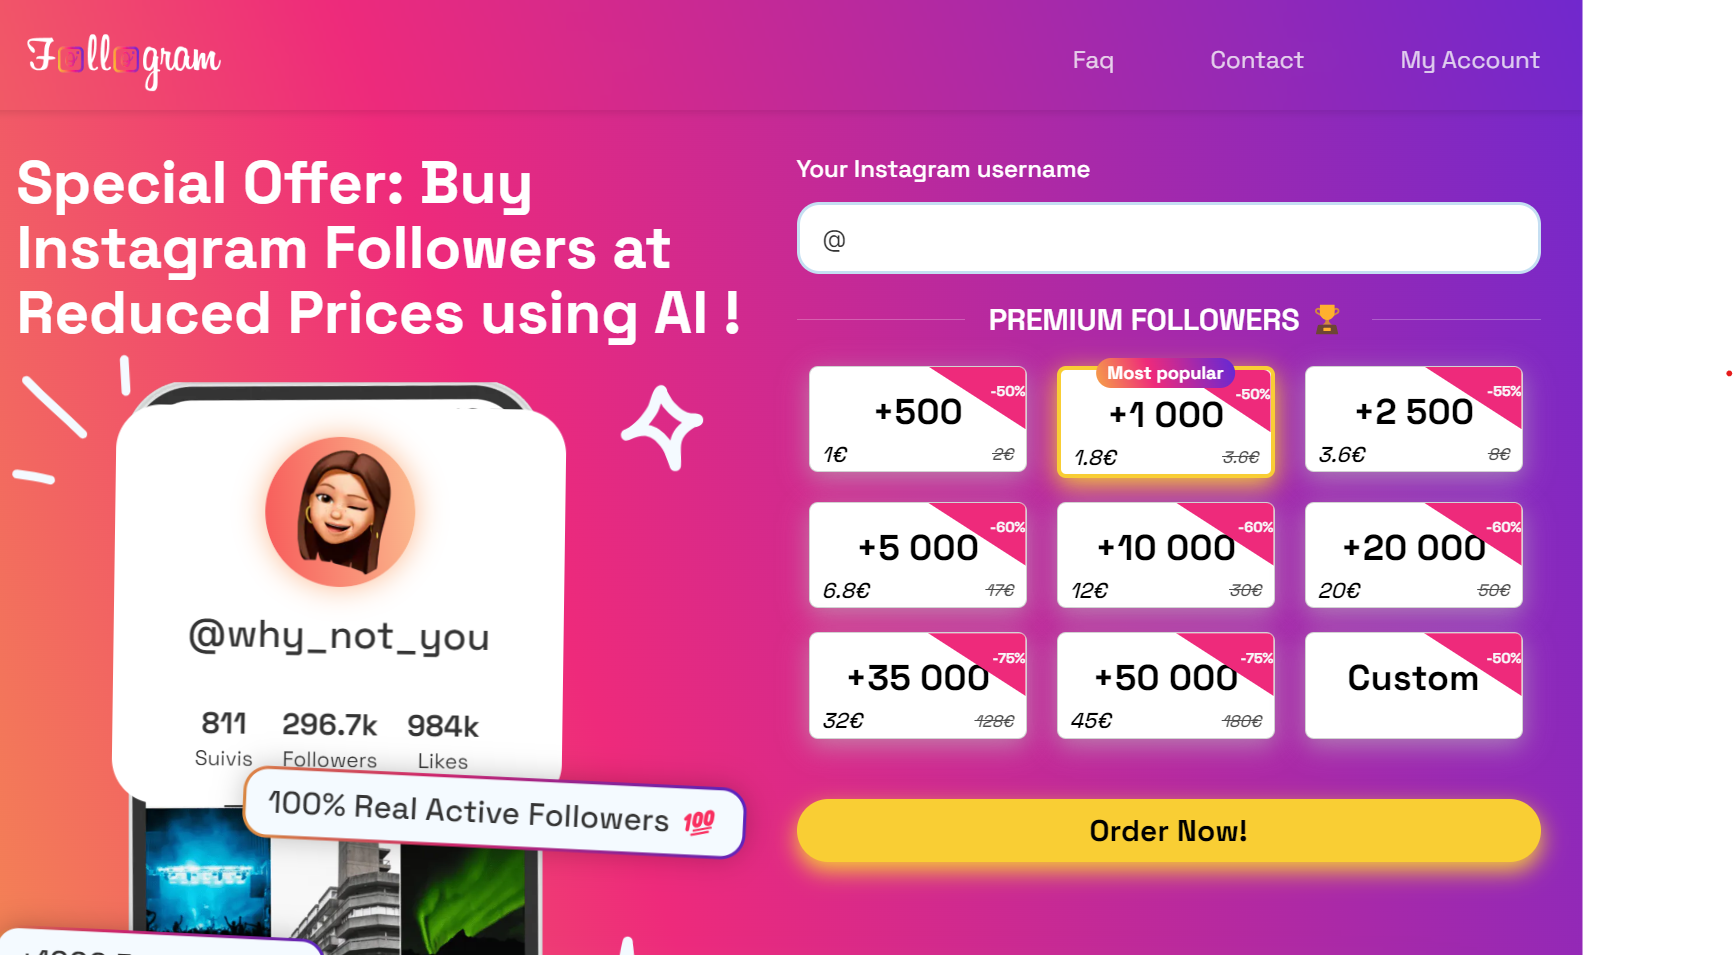 Follogram
Faq
Contact
My Account
Special Offer: Buy
Instagram Followers at
Reduced Prices using AI !
Your Instagram username
@
PREMIUM FOLLOWERS 🏆
-50%
+500
1€ 2€
Most popular
-50%
+1 000
1.8€ 3.6€
-55%
+2 500
3.6€ 8€
-60%
+5 000
6.8€ 17€
-60%
+10 000
12€ 30€
-60%
+20 000
20€ 50€
-75%
+35 000
32€ 128€
-75%
+50 000
45€ 180€
-50%
Custom
Order Now!
@why_not_you
811 296.7k 984k
Suivis Followers Likes
100% Real Active Followers 💯